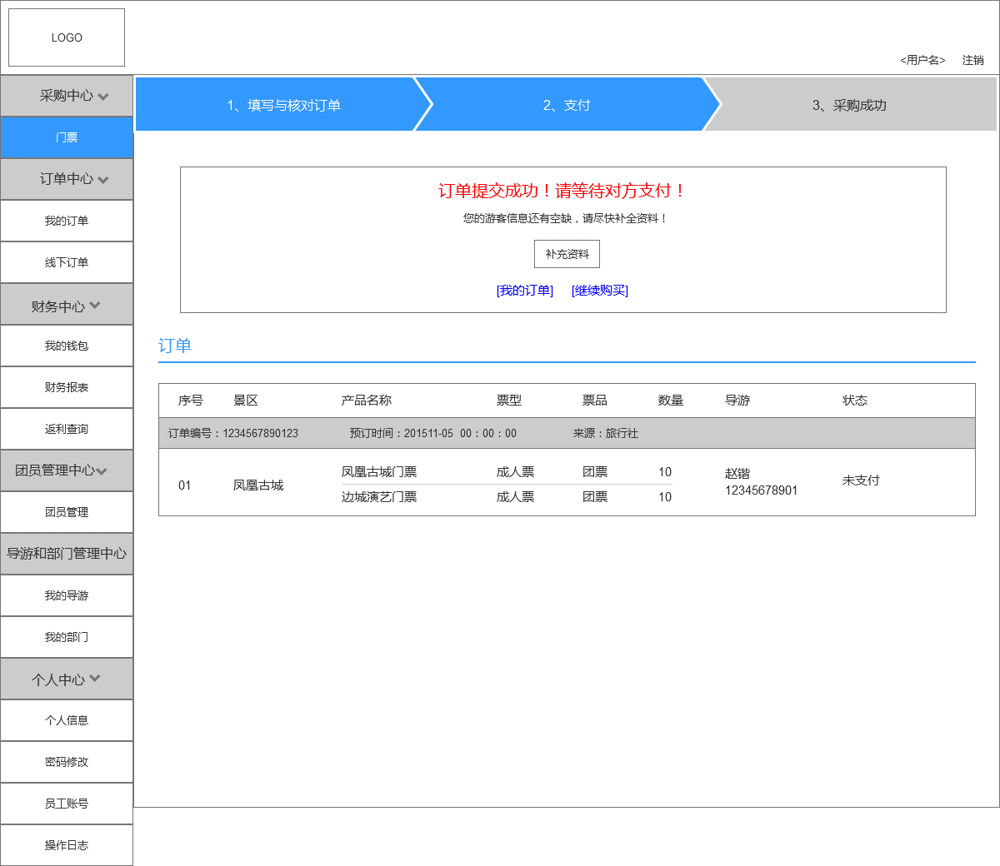 LOGO
<用户名> 注销
采购中心
门票
订单中心
我的订单
线下订单
财务中心
我的钱包
财务报表
返利查询
团员管理中心
团员管理
导游和部门管理中心
我的导游
我的部门
个人中心
个人信息
密码修改
员工账号
操作日志
1、填写与核对订单
2、支付
3、采购成功
订单提交成功！请等待对方支付！
您的游客信息还有空缺，请尽快补全资料！
补充资料
[我的订单] [继续购买]
订单
序号 景区 产品名称 票型 票品 数量 导游 状态
订单编号：1234567890123 预订时间：201511-05 00：00：00 来源：旅行社
01 凤凰古城 凤凰古城门票 成人票 团票 10 赵锴 未支付
边城演艺门票 成人票 团票 10 12345678901